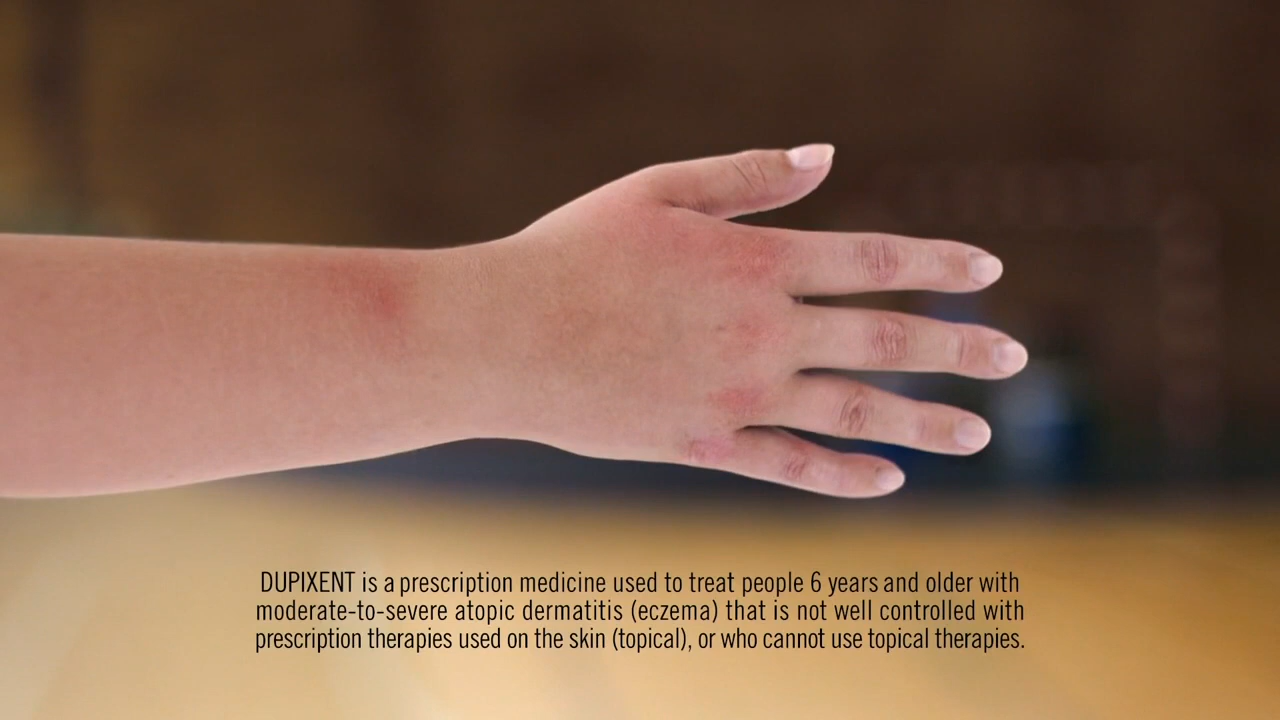 DUPIXENT is a prescription medicine used to treat people 6 years and older with
moderate-to-severe atopic dermatitis (eczema) that is not well controlled with
prescription therapies used on the skin (topical), or who cannot use topical therapies.